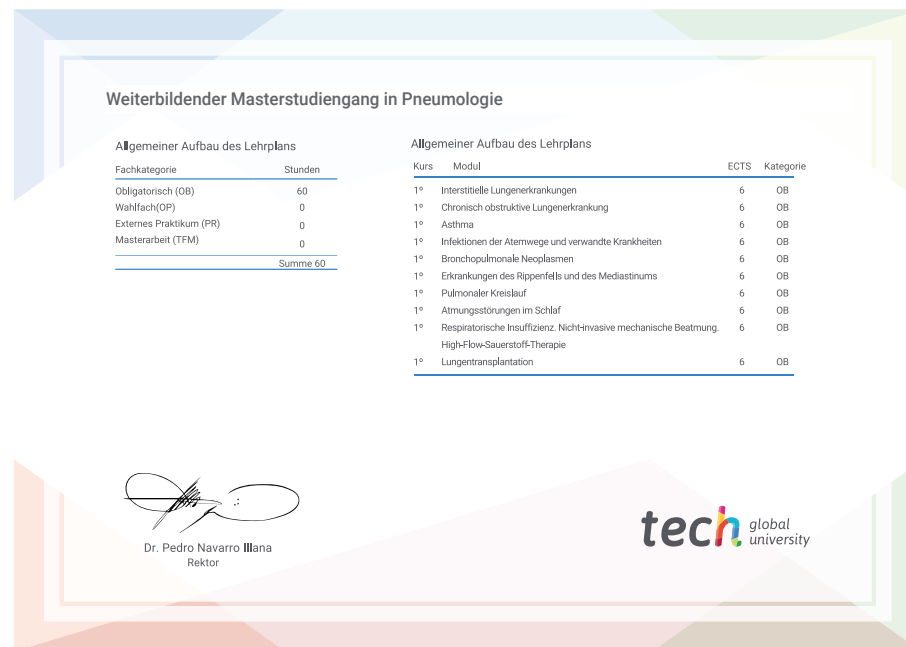 Weiterbildender Masterstudiengang in Pneumologie
Allgemeiner Aufbau des Lehrplans
Fachkategorie Stunden
Obligatorisch (OB) 60
Wahlfach(OP) 0
Externes Praktikum (PR) 0
Masterarbeit (TFM) 0
Summe 60
Allgemeiner Aufbau des Lehrplans
Kurs Modul ECTS Kategorie
1º Interstitielle Lungenerkrankungen 6 OB
1º Chronisch obstruktive Lungenerkrankung 6 OB
1º Asthma 6 OB
1º Infektionen der Atemwege und verwandte Krankheiten 6 OB
1º Bronchopulmonale Neoplasmen 6 OB
1º Erkrankungen des Rippenfells und des Mediastinums 6 OB
1º Pulmonaler Kreislauf 6 OB
1º Atmungsstörungen im Schlaf 6 OB
1º Respiratorische Insuffizienz. Nicht-invasive mechanische Beatmung. 6 OB
High-Flow-Sauerstoff-Therapie
1º Lungentransplantation 6 OB
Dr. Pedro Navarro Illana
Rektor
tech global
university